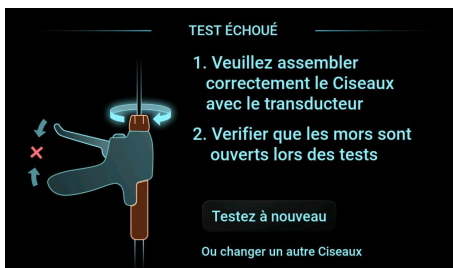 TEST ÉCHOUÉ
1. Veuillez assembler
correctement le Ciseaux
avec le transducteur
2. Verifier que les mors sont
ouverts lors des tests
Testez à nouveau
Ou changer un autre Ciseaux